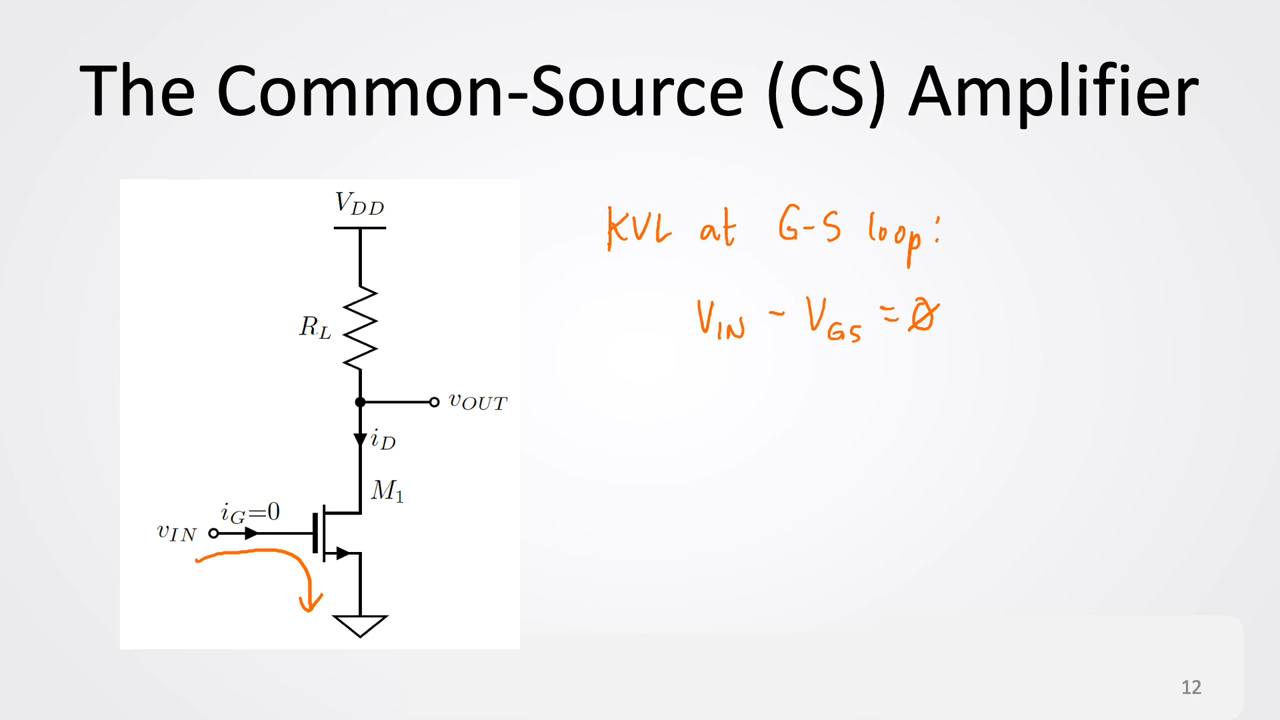 The Common-Source (CS) Amplifier
V_DD
KVL at G-S loop:
R_L
V_IN - V_GS = 0
v_OUT
i_D
M_1
i_G=0
v_IN
12